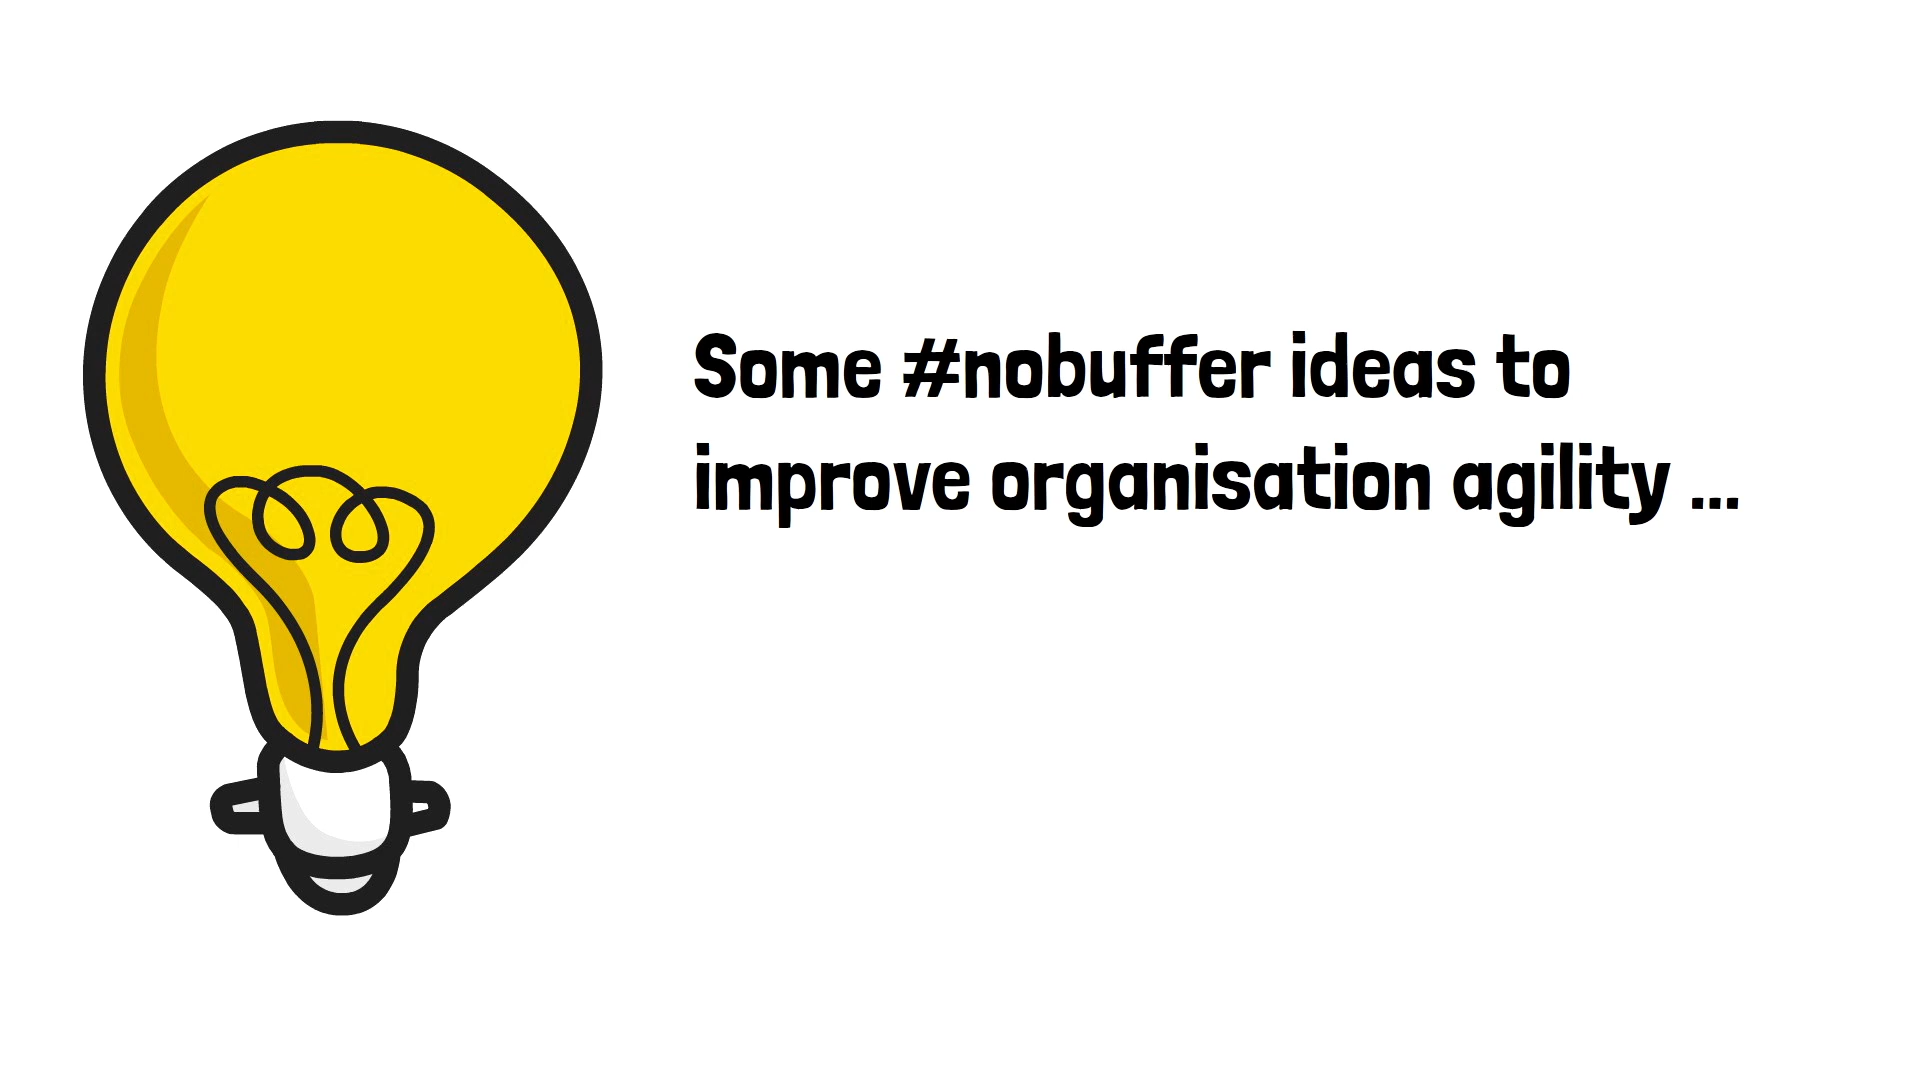 Some #nobuffer ideas to
improve organisation agility ...